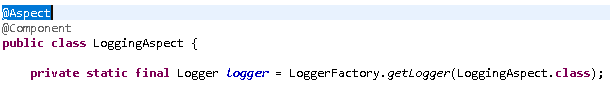 @Aspect
@Component
public class LoggingAspect {
private static final Logger logger = LoggerFactory.getLogger(LoggingAspect.class);